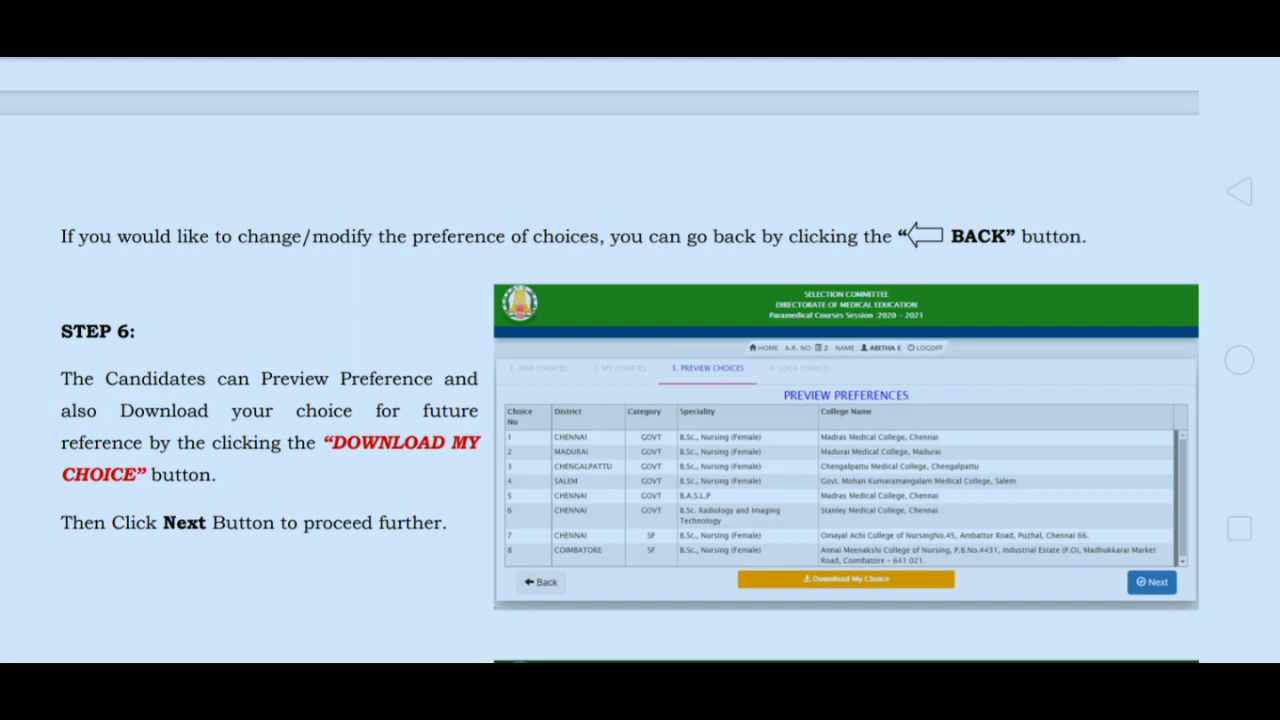 If you would like to change/modify the preference of choices, you can go back by clicking the “ BACK” button.
STEP 6:
The Candidates can Preview Preference and
also Download your choice for future
reference by the clicking the “DOWNLOAD MY
CHOICE” button.
Then Click Next Button to proceed further.
SELECTION COMMITTEE
DIRECTORATE OF MEDICAL EDUCATION
Paramedical Courses Session :2020 - 2021
HOME A.R. NO 2 NAME ABITHA E LOGOFF
1. ADD CHOICES 2. MY CHOICES 3. PREVIEW CHOICES 4. LOCK CHOICES
PREVIEW PREFERENCES
Choice No District Category Speciality College Name
1 CHENNAI GOVT B.Sc., Nursing (Female) Madras Medical College, Chennai
2 MADURAI GOVT B.Sc., Nursing (Female) Madurai Medical College, Madurai
3 CHENGALPATTU GOVT B.Sc., Nursing (Female) Chengalpattu Medical College, Chengalpattu
4 SALEM GOVT B.Sc., Nursing (Female) Govt. Mohan Kumaramangalam Medical College, Salem
5 CHENNAI GOVT B.A.S.L.P Madras Medical College, Chennai
6 CHENNAI GOVT B.Sc. Radiology and Imaging Technology Stanley Medical College, Chennai
7 CHENNAI SF B.Sc., Nursing (Female) Omayal Achi College of NursingNo.45, Ambattur Road, Puzhal, Chennai 66.
8 COIMBATORE SF B.Sc., Nursing (Female) Annai Meenakshi College of Nursing, P.B.No.4431, Industrial Estate (P.O), Madhukkarai Market
Road, Coimbatore - 641 021.
Back Download My Choice Next